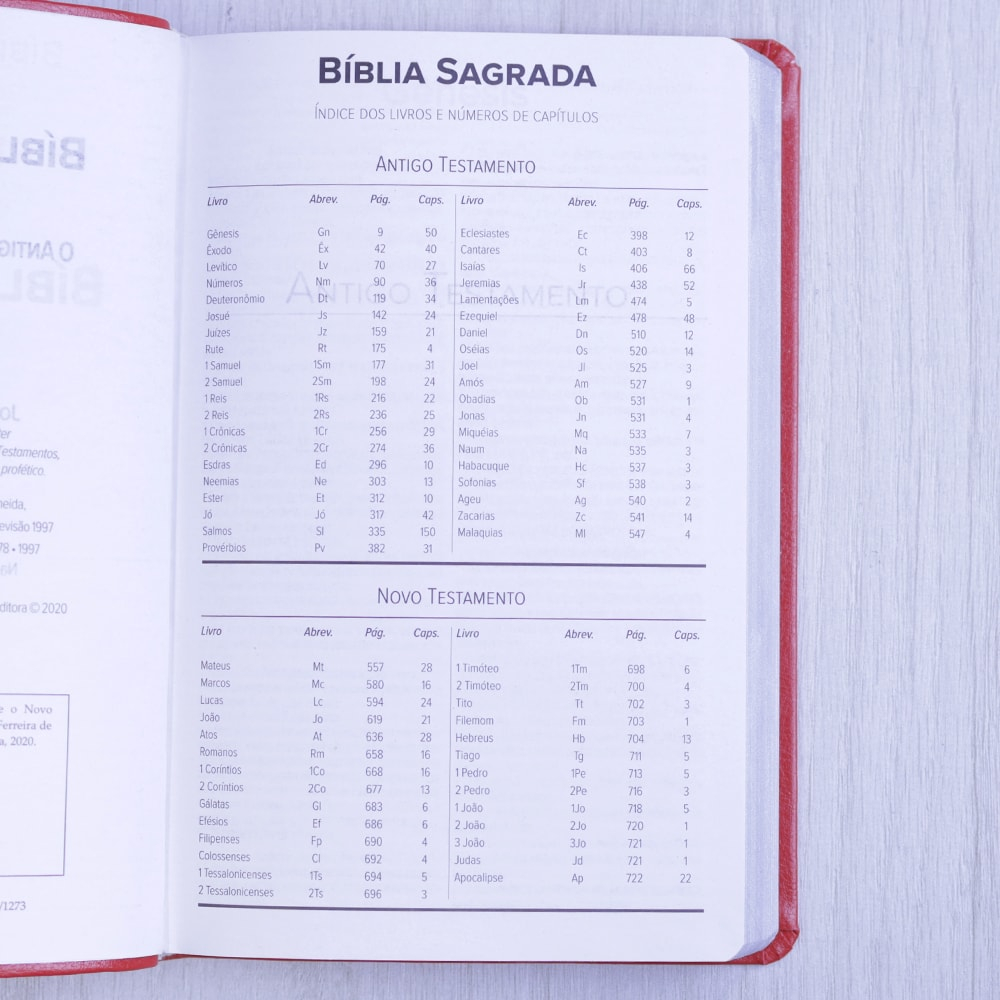 BÍBLIA SAGRADA
ÍNDICE DOS LIVROS E NÚMEROS DE CAPÍTULOS
ANTIGO TESTAMENTO
Livro Abrev. Pág. Caps.
Gênesis Gn 9 50
Êxodo Êx 42 40
Levítico Lv 70 27
Números Nm 90 36
Deuteronômio Dt 119 34
Josué Js 142 24
Juízes Jz 159 21
Rute Rt 175 4
1 Samuel 1Sm 177 31
2 Samuel 2Sm 198 24
1 Reis 1Rs 216 22
2 Reis 2Rs 236 25
1 Crônicas 1Cr 256 29
2 Crônicas 2Cr 274 36
Esdras Ed 296 10
Neemias Ne 303 13
Ester Et 312 10
Jó Jó 317 42
Salmos Sl 335 150
Provérbios Pv 382 31
Livro Abrev. Pág. Caps.
Eclesiastes Ec 398 12
Cantares Ct 403 8
Isaías Is 406 66
Jeremias Jr 438 52
Lamentações Lm 474 5
Ezequiel Ez 478 48
Daniel Dn 510 12
Oséias Os 520 14
Joel Jl 525 3
Amós Am 527 9
Obadias Ob 531 1
Jonas Jn 531 4
Miquéias Mq 533 7
Naum Na 535 3
Habacuque Hc 537 3
Sofonias Sf 538 3
Ageu Ag 540 2
Zacarias Zc 541 14
Malaquias Ml 547 4
NOVO TESTAMENTO
Livro Abrev. Pág. Caps.
Mateus Mt 557 28
Marcos Mc 580 16
Lucas Lc 594 24
João Jo 619 21
Atos At 636 28
Romanos Rm 658 16
1 Coríntios 1Co 668 16
2 Coríntios 2Co 677 13
Gálatas Gl 683 6
Efésios Ef 686 6
Filipenses Fp 690 4
Colossenses Cl 692 4
1 Tessalonicenses 1Ts 694 5
2 Tessalonicenses 2Ts 696 3
Livro Abrev. Pág. Caps.
1 Timóteo 1Tm 698 6
2 Timóteo 2Tm 700 4
Tito Tt 702 3
Filemom Fm 703 1
Hebreus Hb 704 13
Tiago Tg 711 5
1 Pedro 1Pe 713 5
2 Pedro 2Pe 716 3
1 João 1Jo 718 5
2 João 2Jo 720 1
3 João 3Jo 721 1
Judas Jd 721 1
Apocalipse Ap 722 22
Testamentos,
profético.
evisão 1997
78 • 1997
ditora © 2020
e o Novo
Ferreira de
a, 2020.
/1273